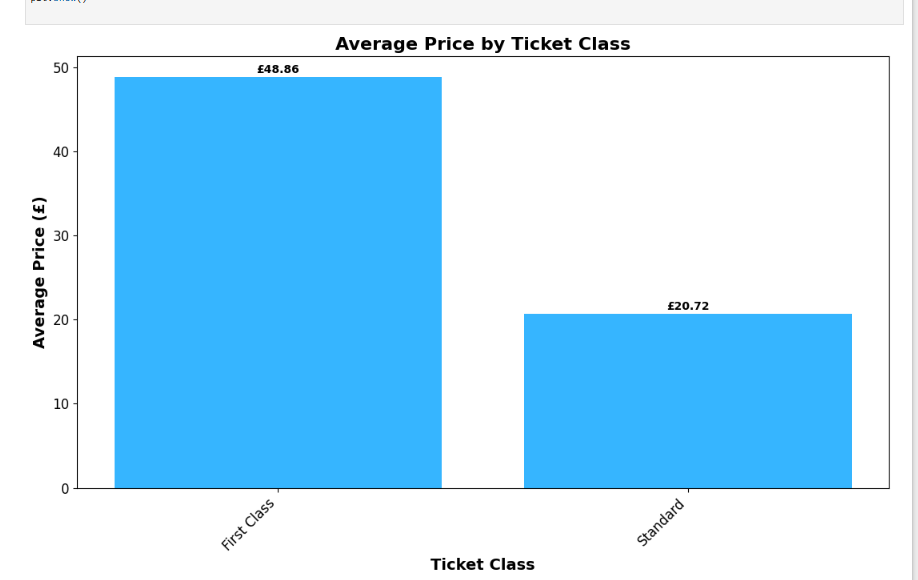 Average Price by Ticket Class
£48.86
£20.72
50
40
30
20
10
0
Average Price (£)
First Class
Standard
Ticket Class